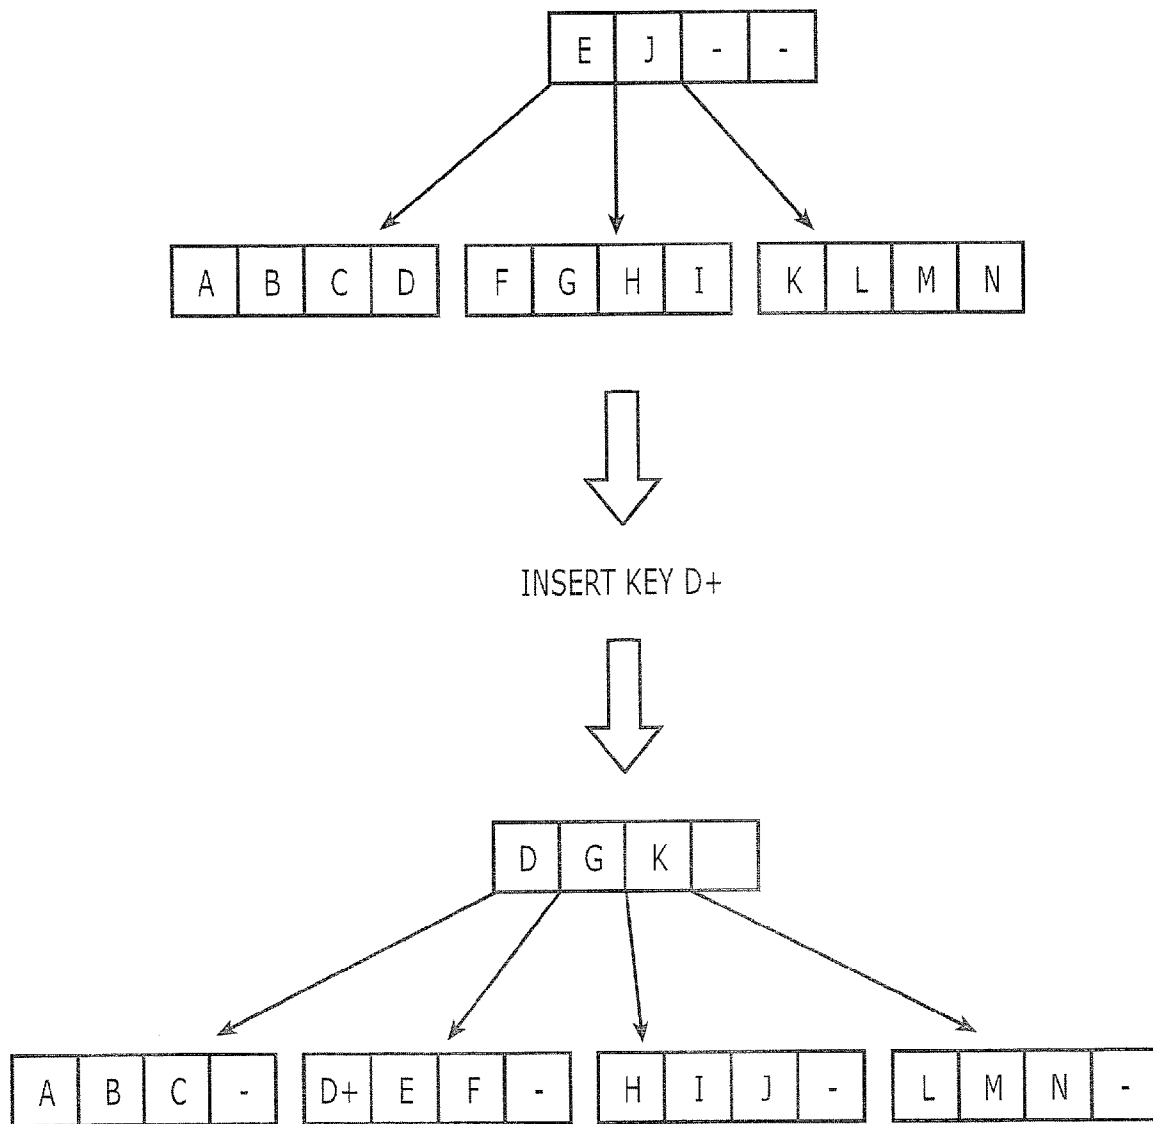 E J - -
A B C D F G H I K L M N
INSERT KEY D+
D G K
A B C - D+ E F - H I J - L M N -